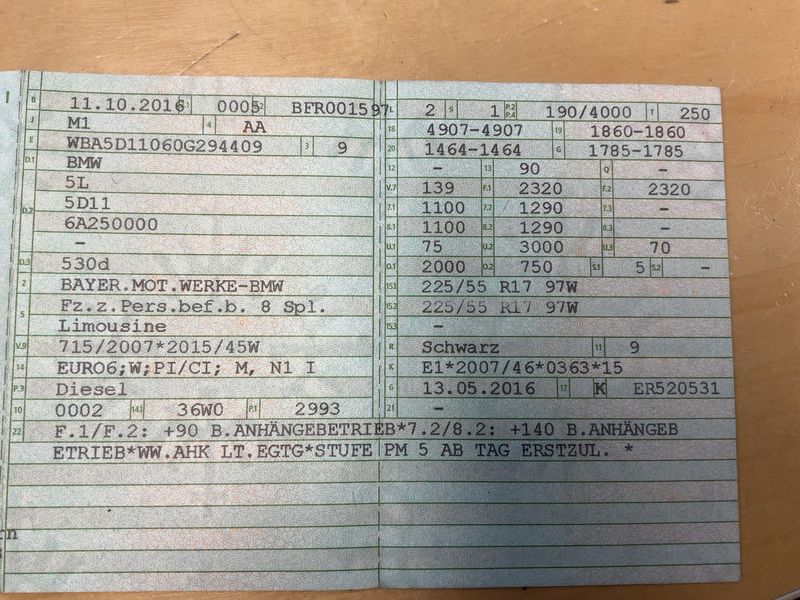 B 11.10.2016 2.1 0005 2.2 BFR001597 L 2 9 1 P.2 P.4 190/4000 T 250
J M1 4 AA 18 4907-4907 19 1860-1860
E WBA5D11060G294409 3 9 20 1464-1464 G 1785-1785
D.1 BMW 12 - 13 90 Q -
5L V.7 139 F.1 2320 F.2 2320
D.2 5D11 7.1 1100 7.2 1290 7.3 -
6A250000 8.1 1100 8.2 1290 8.3 -
- U.1 75 U.2 3000 U.3 70
D.3 530d O.1 2000 O.2 750 S.1 5 S.2 -
2 BAYER.MOT.WERKE-BMW 15.1 225/55 R17 97W
5 Fz.z.Pers.bef.b. 8 Spl. 15.2 225/55 R17 97W
Limousine 15.3 -
V.9 715/2007*2015/45W R Schwarz 11 9
14 EURO6;W;PI/CI; M, N1 I K E1*2007/46*0363*15
P.3 Diesel 6 13.05.2016 17 K ER520531
10 0002 14.1 36W0 P.1 2993 21 -
22 F.1/F.2: +90 B.ANHÄNGEBETRIEB*7.2/8.2: +140 B.ANHÄNGEB
ETRIEB*WW.AHK LT.EGTG*STUFE PM 5 AB TAG ERSTZUL. *